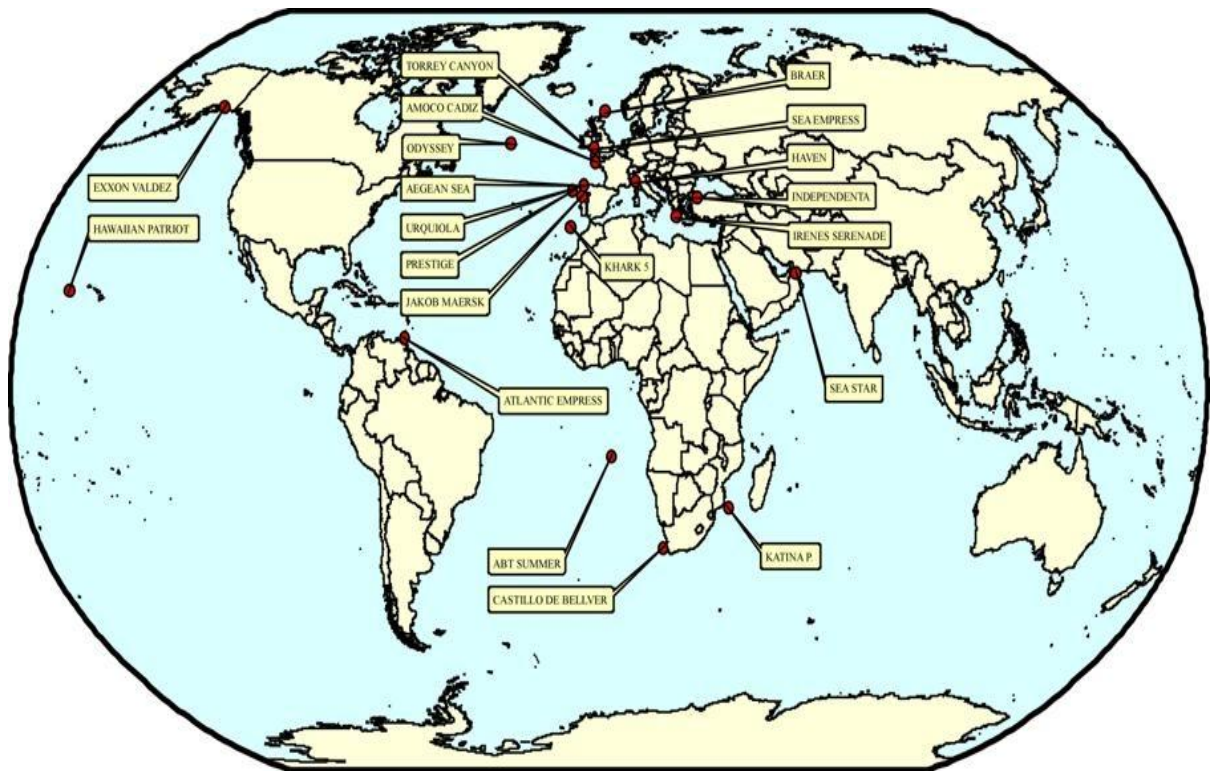 TORREY CANYON
BRAER
AMOCO CADIZ
SEA EMPRESS
ODYSSEY
HAVEN
EXXON VALDEZ
AEGEAN SEA
INDEPENDENTA
HAWAIIAN PATRIOT
URQUIOLA
IRENES SERENADE
PRESTIGE
KHARK 5
JAKOB MAERSK
SEA STAR
ATLANTIC EMPRESS
ABT SUMMER
KATINA P.
CASTILLO DE BELLVER